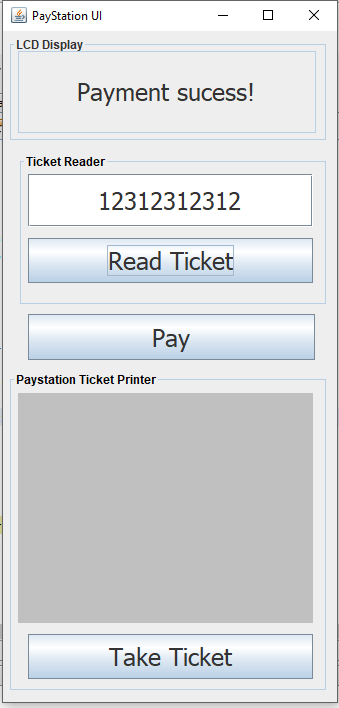 PayStation UI
LCD Display
Payment sucess!
Ticket Reader
12312312312
Read Ticket
Pay
Paystation Ticket Printer
Take Ticket